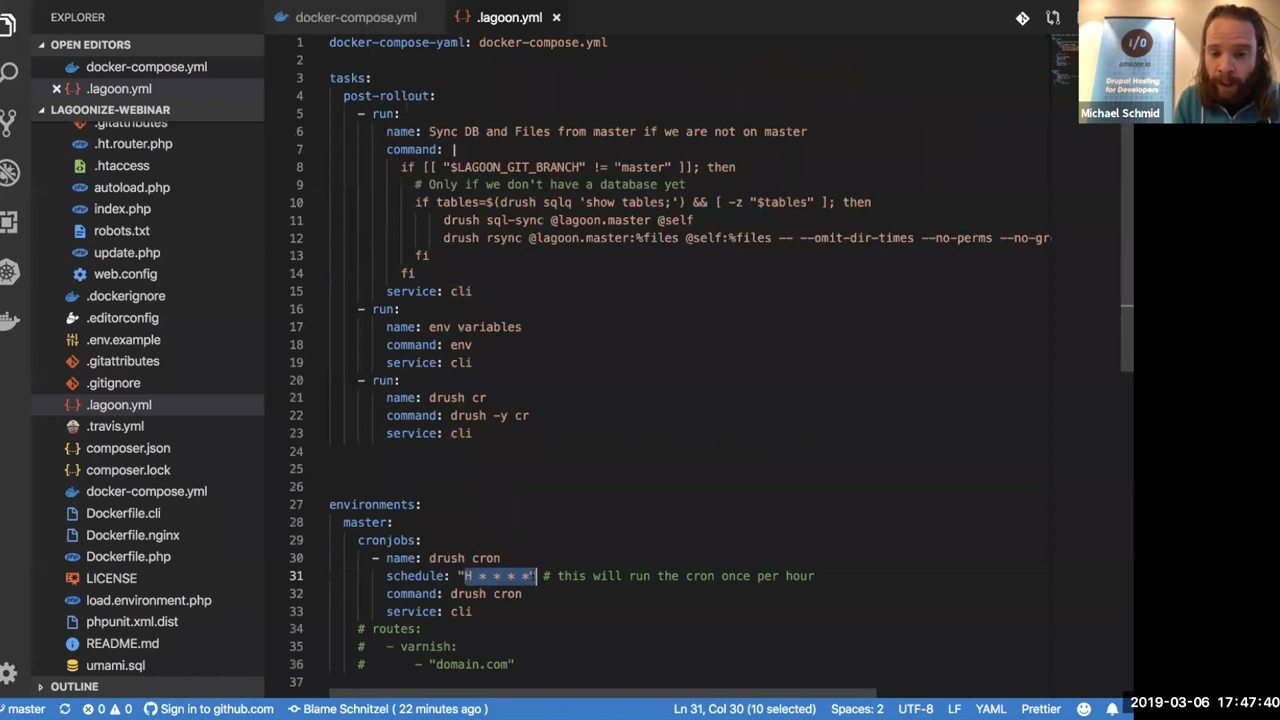 EXPLORER
OPEN EDITORS
docker-compose.yml
.lagoon.yml
LAGOONIZE-WEBINAR
.gitattributes
.ht.router.php
.htaccess
autoload.php
index.php
robots.txt
update.php
web.config
.dockerignore
.editorconfig
.env.example
.gitattributes
.gitignore
.lagoon.yml
.travis.yml
composer.json
composer.lock
docker-compose.yml
Dockerfile.cli
Dockerfile.nginx
Dockerfile.php
LICENSE
load.environment.php
phpunit.xml.dist
README.md
umami.sql
OUTLINE
docker-compose.yml
.lagoon.yml
1 docker-compose-yaml: docker-compose.yml
2
3 tasks:
4 post-rollout:
5 - run:
6 name: Sync DB and Files from master if we are not on master
7 command: |
8 if [[ "$LAGOON_GIT_BRANCH" != "master" ]]; then
9 # Only if we don't have a database yet
10 if tables=$(drush sqlq 'show tables;') && [ -z "$tables" ]; then
11 drush sql-sync @lagoon.master @self
12 drush rsync @lagoon.master:%files @self:%files -- --omit-dir-times --no-perms --no-gr
13 fi
14 fi
15 service: cli
16 - run:
17 name: env variables
18 command: env
19 service: cli
20 - run:
21 name: drush cr
22 command: drush -y cr
23 service: cli
24
25
26
27 environments:
28 master:
29 cronjobs:
30 - name: drush cron
31 schedule: "H * * * *" # this will run the cron once per hour
32 command: drush cron
33 service: cli
34 # routes:
35 # - varnish:
36 # - "domain.com"
37
I/O
amazee.io
Drupal Hosting
for Developers
Michael Schmid
master
0
0
Sign in to github.com
Blame Schnitzel ( 22 minutes ago )
Ln 31, Col 30 (10 selected)
Spaces: 2
UTF-8
LF
YAML
Prettier
2019-03-06 17:47:40